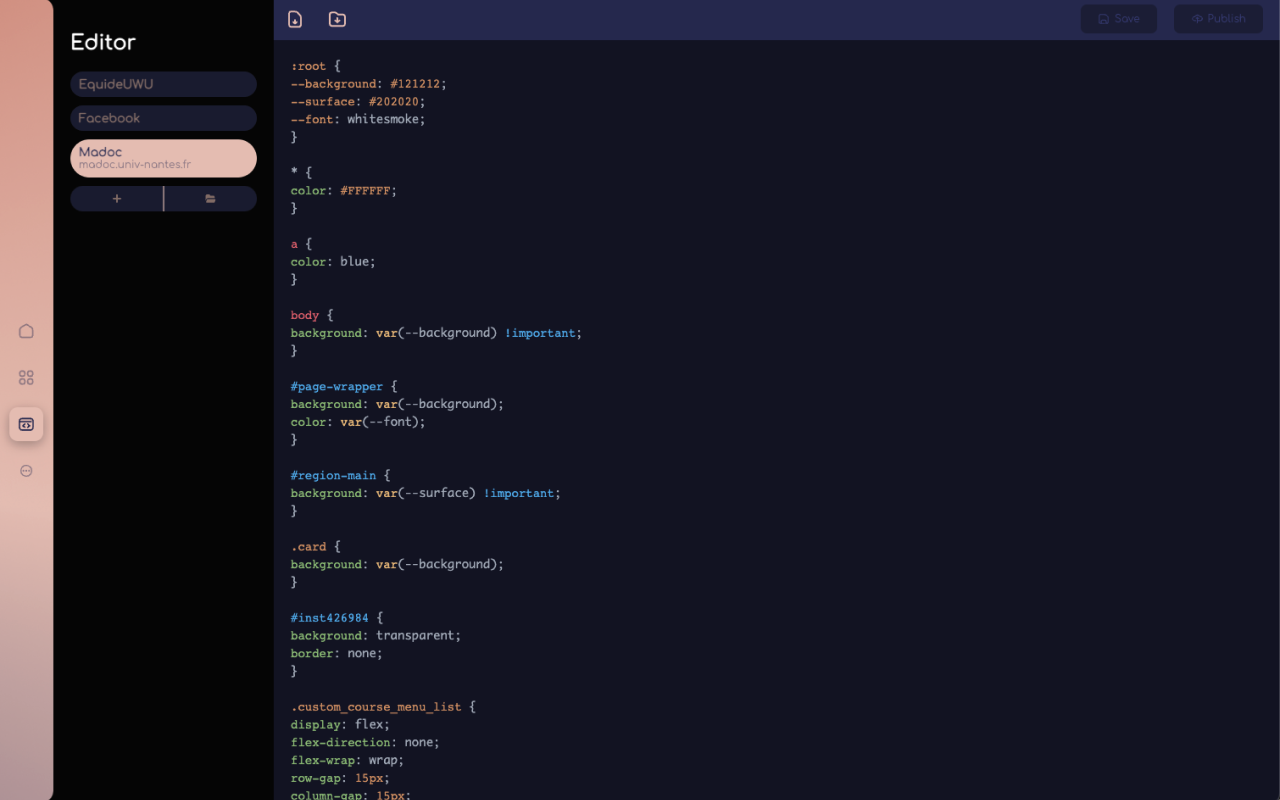 Editor
EquideUWU
Facebook
Madoc
madoc.univ-nantes.fr
Save
Publish
:root {
--background: #121212;
--surface: #202020;
--font: whitesmoke;
}
* {
color: #FFFFFF;
}
a {
color: blue;
}
body {
background: var(--background) !important;
}
#page-wrapper {
background: var(--background);
color: var(--font);
}
#region-main {
background: var(--surface) !important;
}
.card {
background: var(--background);
}
#inst426984 {
background: transparent;
border: none;
}
.custom_course_menu_list {
display: flex;
flex-direction: none;
flex-wrap: wrap;
row-gap: 15px;
column-gap: 15px;